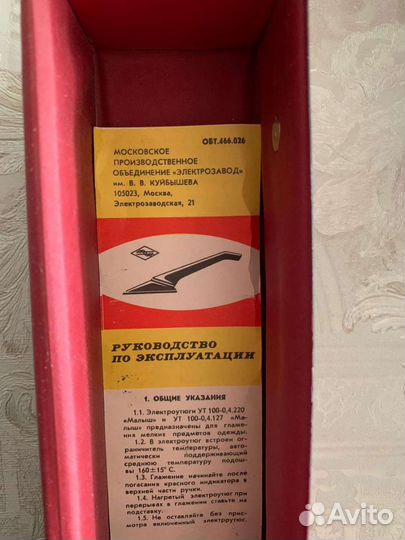 ОБТ.466.026
МОСКОВСКОЕ
ПРОИЗВОДСТВЕННОЕ
ОБЪЕДИНЕНИЕ «ЭЛЕКТРОЗАВОД»
им. В. В. КУЙБЫШЕВА
105023, Москва,
Электрозаводская, 21
РУКОВОДСТВО
ПО ЭКСПЛУАТАЦИИ
1. ОБЩИЕ УКАЗАНИЯ
1.1. Электроутюги УТ 100-0,4.220
«Малыш» и УТ 100-0,4.127 «Ма-
лыш» предназначены для глаже-
ния мелких предметов одежды.
1.2. В электроутюг встроен ог-
раничитель температуры, авто-
матически поддерживающий
среднюю температуру подош-
вы 160±15° С.
1.3. Глажение начинайте после
погасания красного индикатора в
верхней части ручки.
1.4. Нагретый электроутюг при
перерывах в глажении ставьте на
подставку.
1.5. Не оставляйте без прис-
мотра включенный электроутюг.
Avito